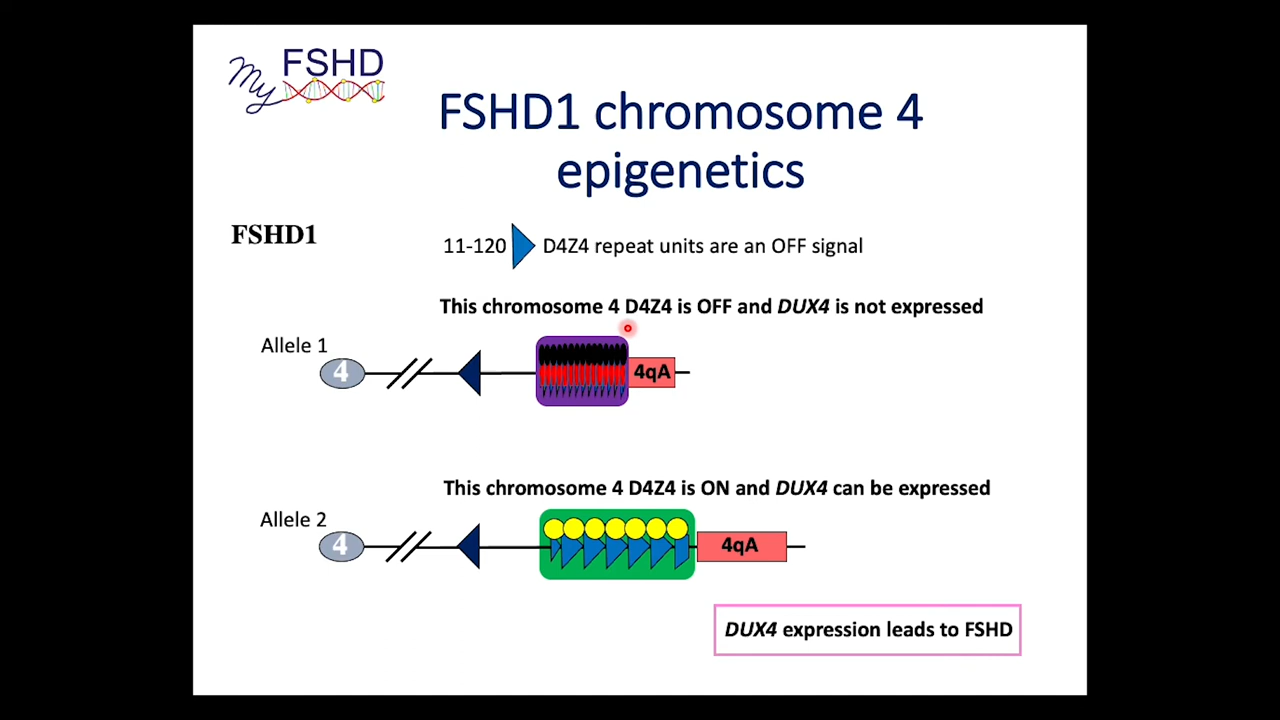 My FSHD
FSHD1 chromosome 4
epigenetics
FSHD1
11-120 D4Z4 repeat units are an OFF signal
This chromosome 4 D4Z4 is OFF and DUX4 is not expressed
Allele 1
4
4qA
This chromosome 4 D4Z4 is ON and DUX4 can be expressed
Allele 2
4
4qA
DUX4 expression leads to FSHD